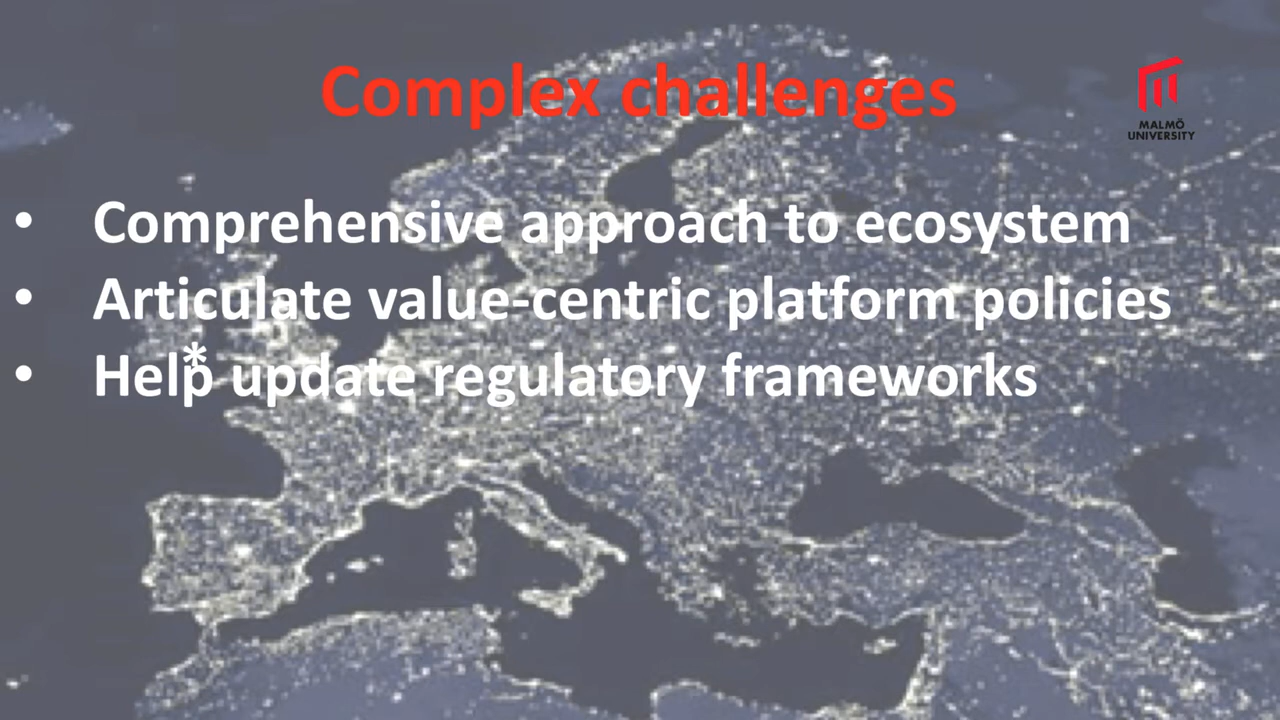 Complex challenges
MALMÖ
UNIVERSITY
• Comprehensive approach to ecosystem
• Articulate value-centric platform policies
*
• Help update regulatory frameworks